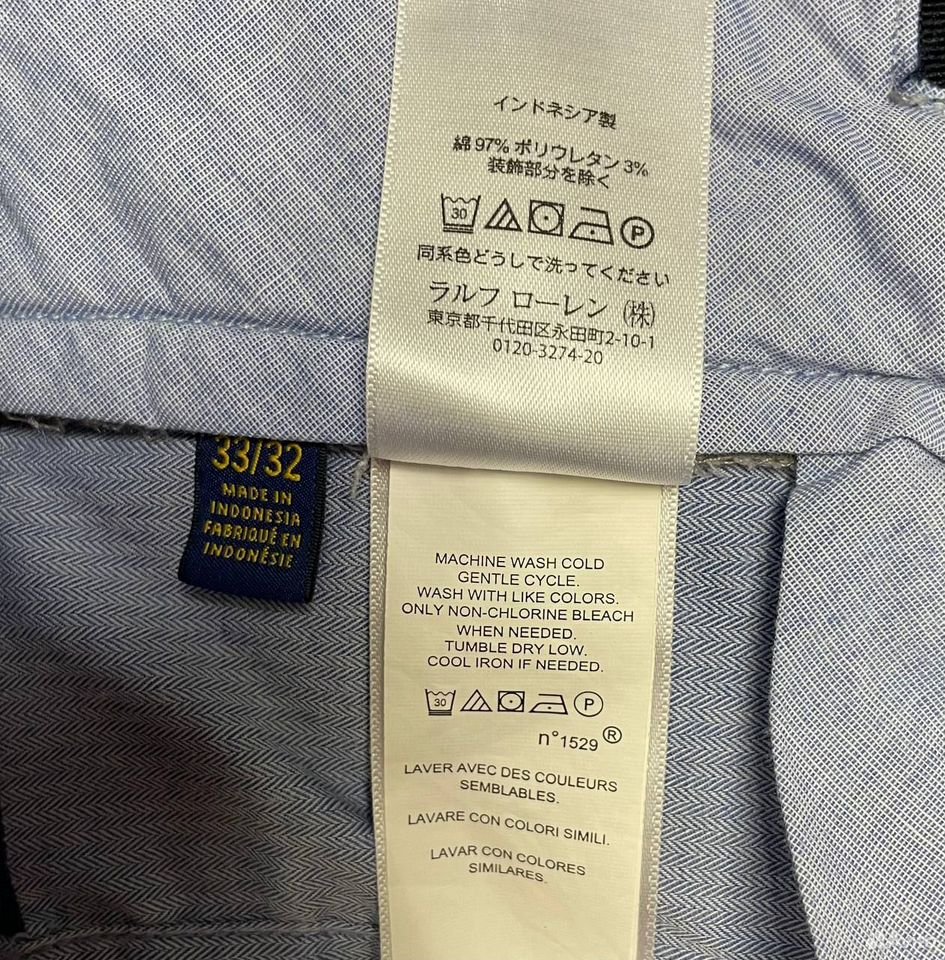 インドネシア製
綿 97% ポリウレタン 3%
装飾部分を除く
30 P
同系色どうしで洗ってください
ラルフ ローレン (株)
東京都千代田区永田町2-10-1
0120-3274-20
33/32
MADE IN
INDONESIA
FABRIQUÉ EN
INDONÉSIE
MACHINE WASH COLD
GENTLE CYCLE.
WASH WITH LIKE COLORS.
ONLY NON-CHLORINE BLEACH
WHEN NEEDED.
TUMBLE DRY LOW.
COOL IRON IF NEEDED.
30 P
n°1529®
LAVER AVEC DES COULEURS
SEMBLABLES.
LAVARE CON COLORI SIMILI.
LAVAR CON COLORES
SIMILARES.